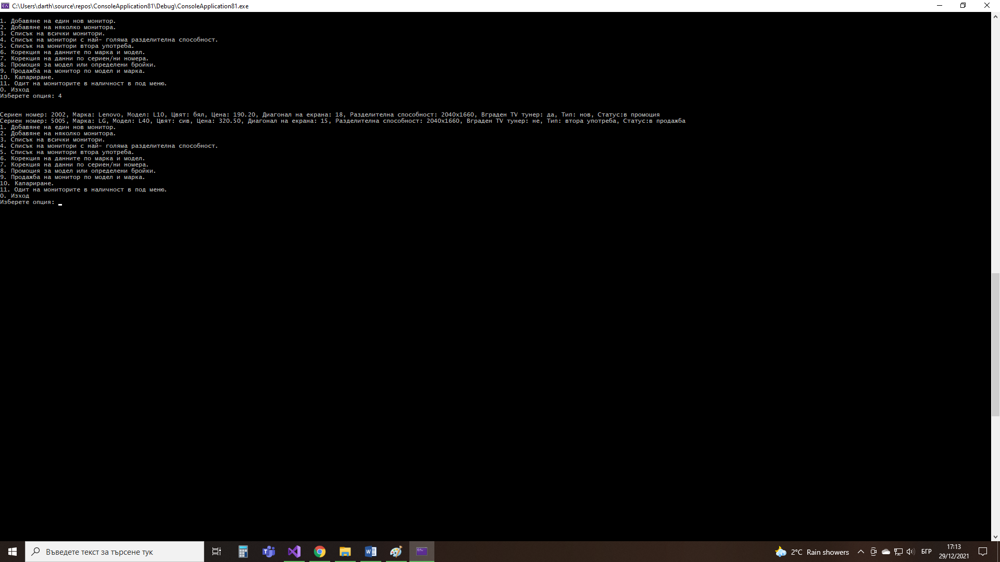 C:\Users\darth\source\repos\ConsoleApplication81\Debug\ConsoleApplication81.exe
1. Добавяне на един нов монитор.
2. Добавяне на няколко монитора.
3. Списък на всички монитори.
4. Списък на монитори с най- голяма разделителна способност.
5. Списък на монитори втора употреба.
6. Корекция на данните по марка и модел.
7. Корекция на данни по сериен/ни номера.
8. Промоция за модел или определени бройки.
9. Продажба на монитор по модел и марка.
10. Капариране.
11. Одит на мониторите в наличност в под меню.
0. Изход
Изберете опция: 4
Сериен номер: 2002, Марка: Lenovo, Модел: L10, Цвят: бял, Цена: 190.20, Диагонал на екрана: 18, Разделителна способност: 2040x1660, Вграден TV тунер: да, Тип: нов, Статус:в промоция
Сериен номер: 5005, Марка: LG, Модел: L40, Цвят: сив, Цена: 320.50, Диагонал на екрана: 15, Разделителна способност: 2040x1660, Вграден TV тунер: не, Тип: втора употреба, Статус:в продажба
1. Добавяне на един нов монитор.
2. Добавяне на няколко монитора.
3. Списък на всички монитори.
4. Списък на монитори с най- голяма разделителна способност.
5. Списък на монитори втора употреба.
6. Корекция на данните по марка и модел.
7. Корекция на данни по сериен/ни номера.
8. Промоция за модел или определени бройки.
9. Продажба на монитор по модел и марка.
10. Капариране.
11. Одит на мониторите в наличност в под меню.
0. Изход
Изберете опция:
Въведете текст за търсене тук
2°C Rain showers
БГР
17:13
29/12/2021